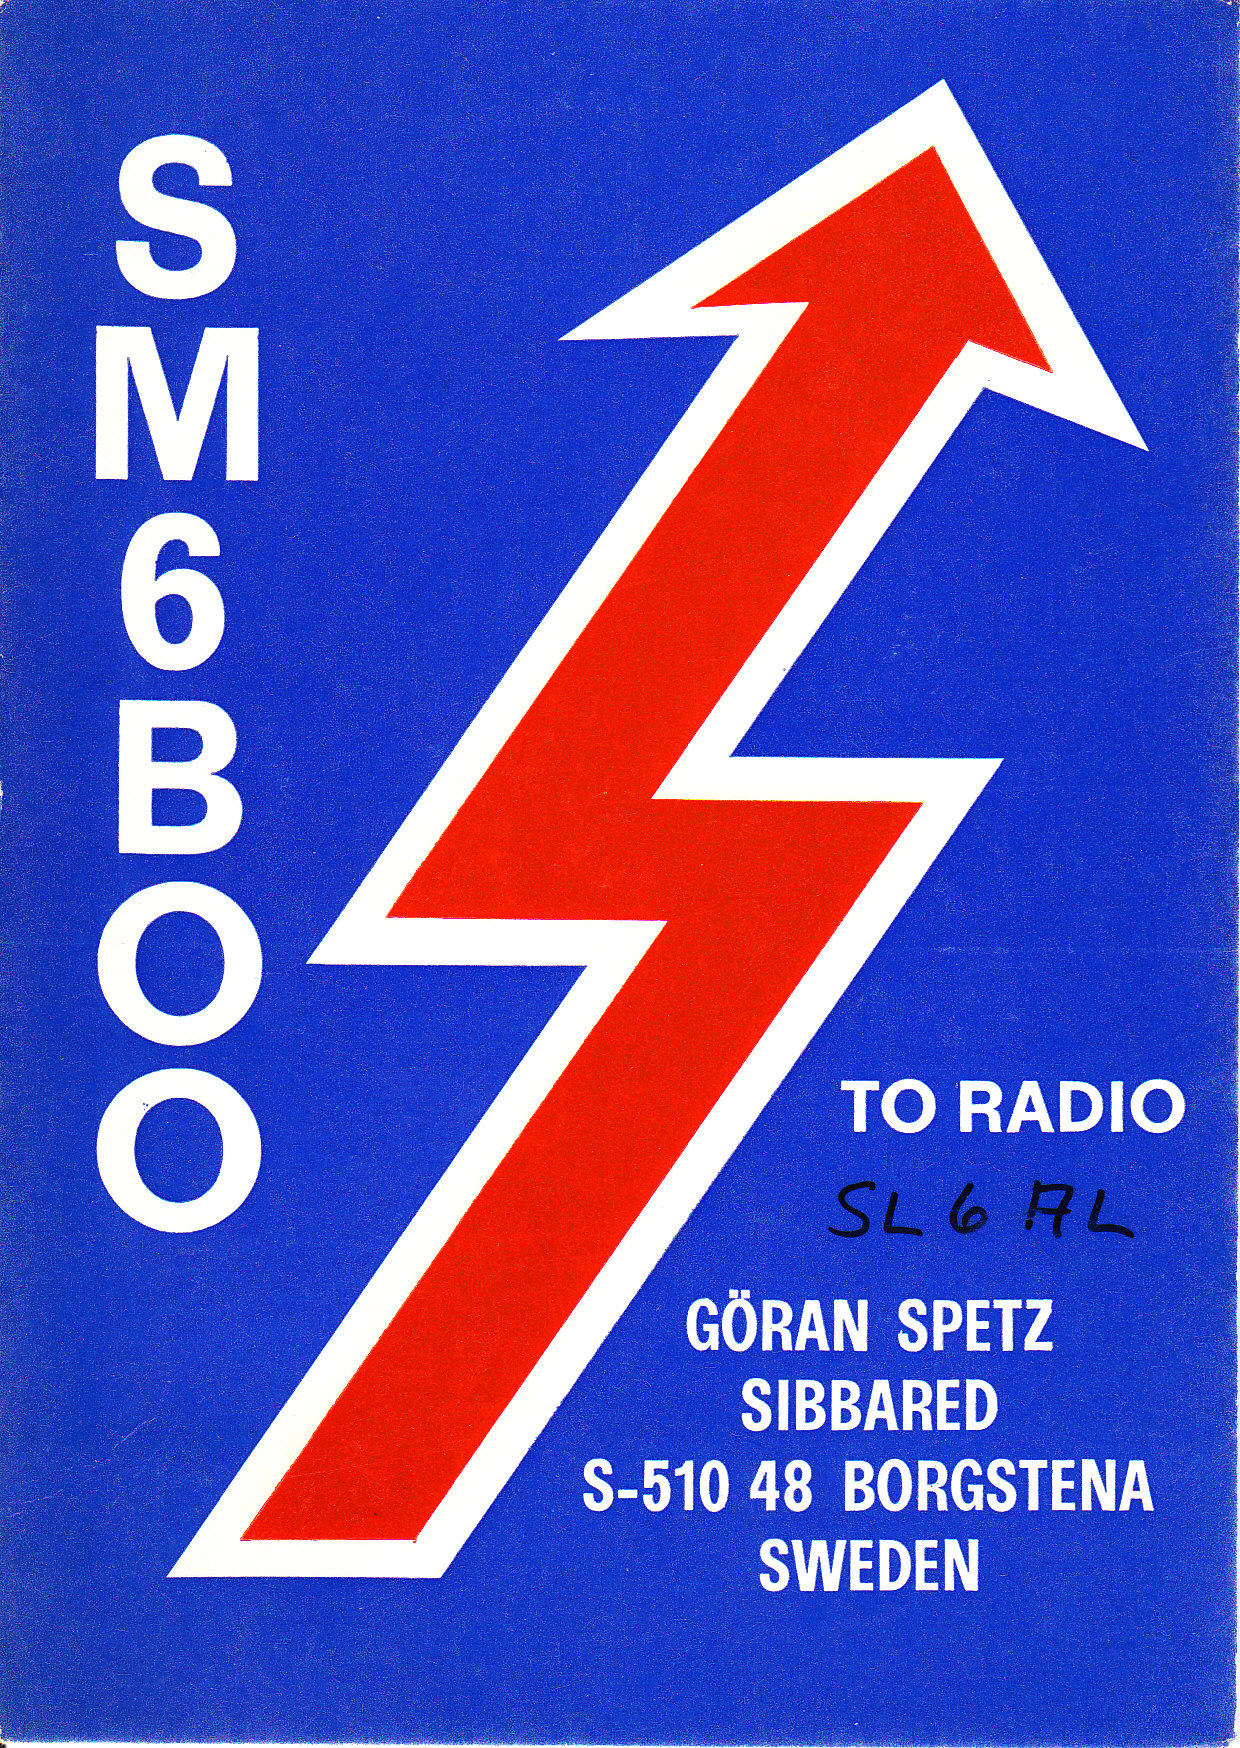 SM6BOO
TO RADIO
SL6AL
GÖRAN SPETZ
SIBBARED
S-510 48 BORGSTENA
SWEDEN